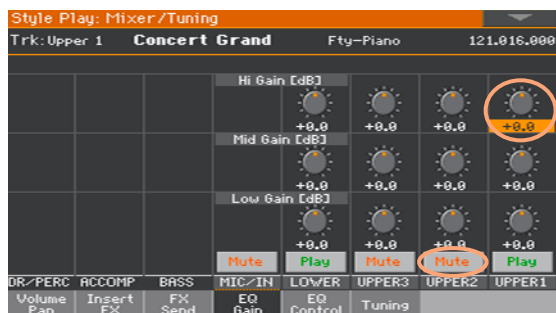 Style Play: Mixer/Tuning
Trk: Upper 1 Concert Grand Fty-Piano 121.016.000
Hi Gain [dB]
+0.0 +0.0 +0.0 +0.0
Mid Gain [dB]
+0.0 +0.0 +0.0 +0.0
Low Gain [dB]
+0.0 +0.0 +0.0 +0.0
Mute Play Mute Mute Play
DR/PERC ACCOMP BASS MIC/IN LOWER UPPER3 UPPER2 UPPER1
Volume Insert FX EQ EQ Tuning
Pan FX Send Gain Control